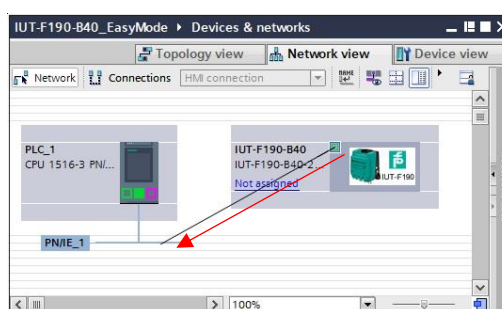 IUT-F190-B40_EasyMode ▸ Devices & networks
Topology view Network view Device view
Network Connections HMI connection
PLC_1
CPU 1516-3 PN/...
IUT-F190-B40
IUT-F190-B40-2...
Not assigned
IUT-F190
PN/IE_1
100%